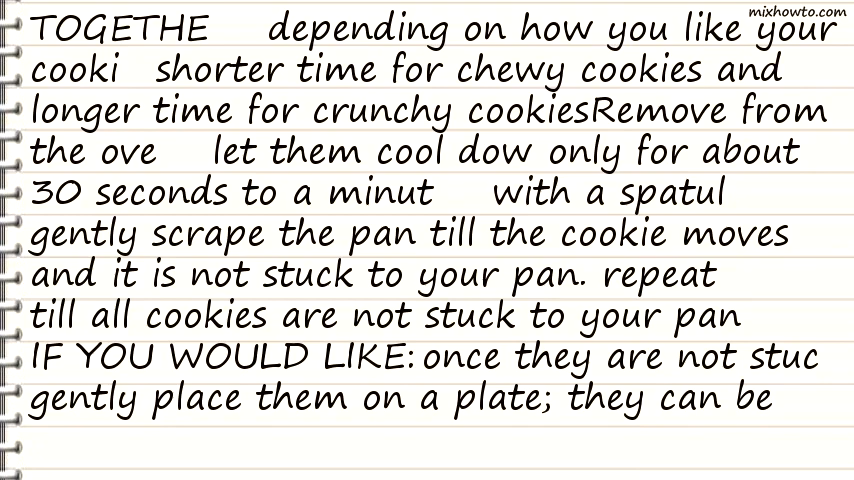 mixhowto.com
TOGETHE depending on how you like your
cooki shorter time for chewy cookies and
longer time for crunchy cookiesRemove from
the ove let them cool dow only for about
30 seconds to a minut with a spatul
gently scrape the pan till the cookie moves
and it is not stuck to your pan. repeat
till all cookies are not stuck to your pan
IF YOU WOULD LIKE: once they are not stuc
gently place them on a plate; they can be